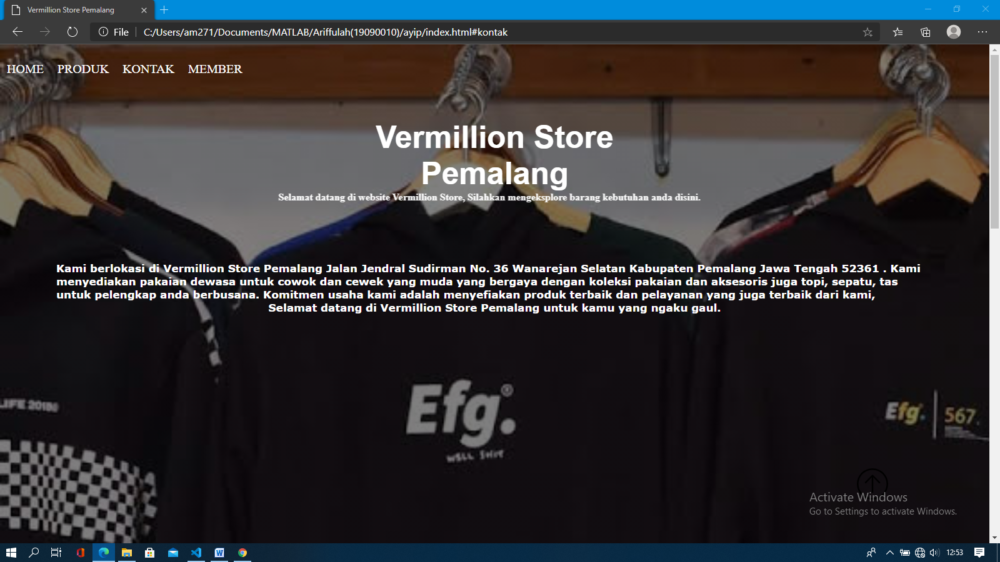 Vermillion Store Pemalang
File
C:/Users/am271/Documents/MATLAB/Ariffulah(19090010)/ayip/index.html#kontak
HOME PRODUK KONTAK MEMBER
Vermillion Store
Pemalang
Selamat datang di website Vermillion Store, Silahkan mengeksplore barang kebutuhan anda disini.
Kami berlokasi di Vermillion Store Pemalang Jalan Jendral Sudirman No. 36 Wanarejan Selatan Kabupaten Pemalang Jawa Tengah 52361 . Kami
menyediakan pakaian dewasa untuk cowok dan cewek yang muda yang bergaya dengan koleksi pakaian dan aksesoris juga topi, sepatu, tas
untuk pelengkap anda berbusana. Komitmen usaha kami adalah menyefiakan produk terbaik dan pelayanan yang juga terbaik dari kami,
Selamat datang di Vermillion Store Pemalang untuk kamu yang ngaku gaul.
Efg.
LIFE
Efg. 567
Activate Windows
Go to Settings to activate Windows.
12:53